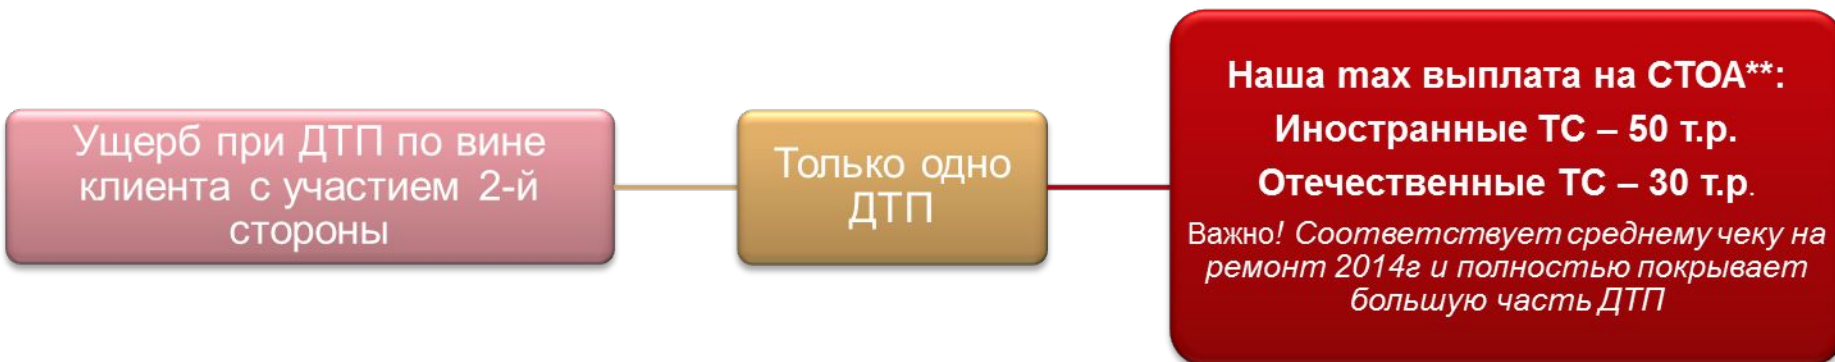 Ущерб при ДТП по вине
клиента с участием 2-й
стороны
Только одно
ДТП
Наша max выплата на СТОА**:
Иностранные ТС – 50 т.р.
Отечественные ТС – 30 т.р.
Важно! Соответствует среднему чеку на
ремонт 2014г и полностью покрывает
большую часть ДТП